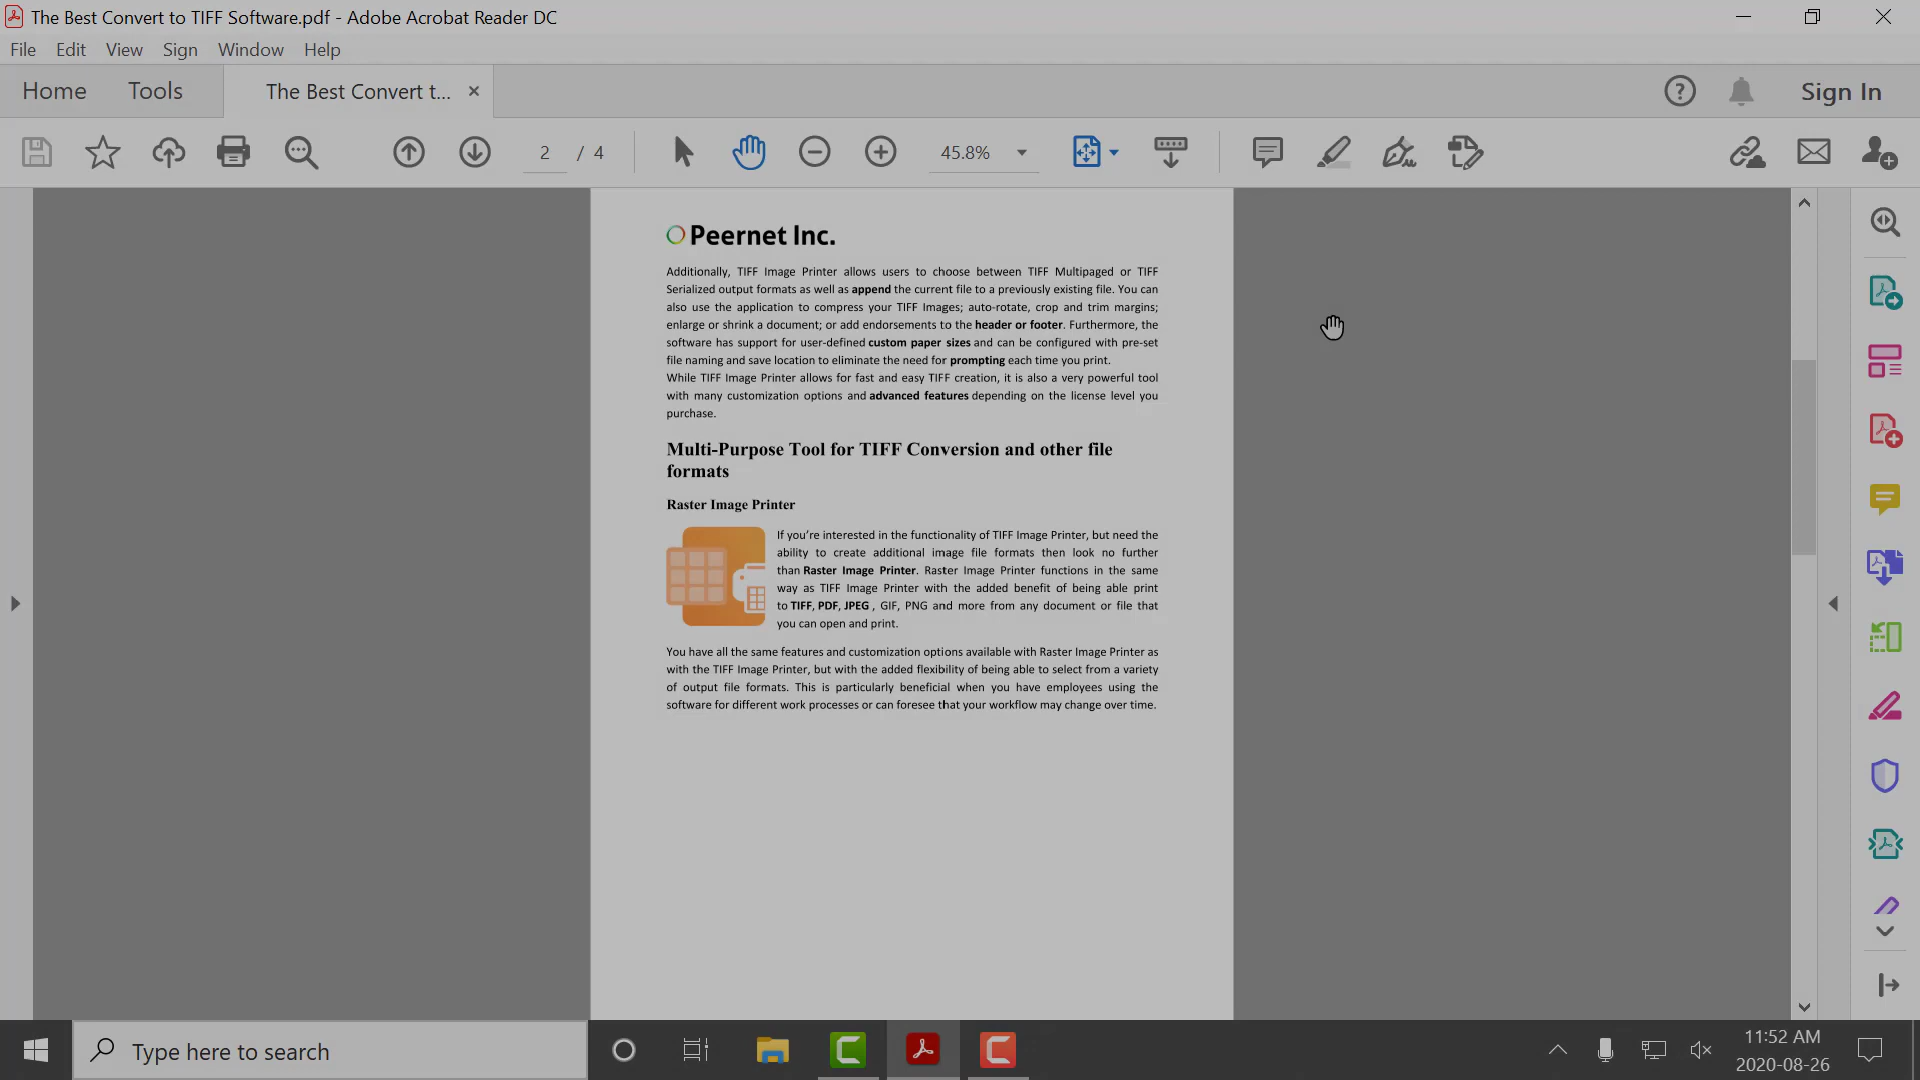 The Best Convert to TIFF Software.pdf - Adobe Acrobat Reader DC
File Edit View Sign Window Help
Home Tools The Best Convert t... × Sign In
2 / 4 45.8%
Peernet Inc.
Additionally, TIFF Image Printer allows users to choose between TIFF Multipaged or TIFF
Serialized output formats as well as append the current file to a previously existing file. You can
also use the application to compress your TIFF Images; auto-rotate, crop and trim margins;
enlarge or shrink a document; or add endorsements to the header or footer. Furthermore, the
software has support for user-defined custom paper sizes and can be configured with pre-set
file naming and save location to eliminate the need for prompting each time you print.
While TIFF Image Printer allows for fast and easy TIFF creation, it is also a very powerful tool
with many customization options and advanced features depending on the license level you
purchase.
Multi-Purpose Tool for TIFF Conversion and other file
formats
Raster Image Printer
If you're interested in the functionality of TIFF Image Printer, but need the
ability to create additional image file formats then look no further
than Raster Image Printer. Raster Image Printer functions in the same
way as TIFF Image Printer with the added benefit of being able print
to TIFF, PDF, JPEG , GIF, PNG and more from any document or file that
you can open and print.
You have all the same features and customization options available with Raster Image Printer as
with the TIFF Image Printer, but with the added flexibility of being able to select from a variety
of output file formats. This is particularly beneficial when you have employees using the
software for different work processes or can foresee that your workflow may change over time.
Type here to search
11:52 AM
2020-08-26